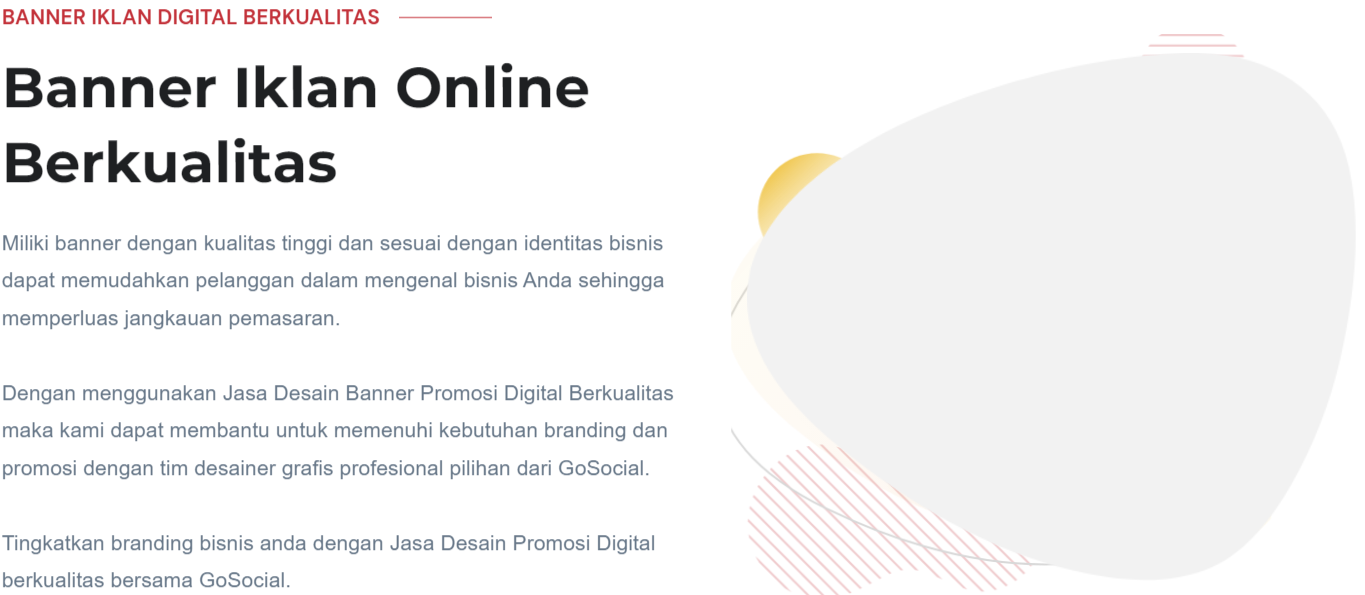 BANNER IKLAN DIGITAL BERKUALITAS
Banner Iklan Online
Berkualitas
Miliki banner dengan kualitas tinggi dan sesuai dengan identitas bisnis
dapat memudahkan pelanggan dalam mengenal bisnis Anda sehingga
memperluas jangkauan pemasaran.
Dengan menggunakan Jasa Desain Banner Promosi Digital Berkualitas
maka kami dapat membantu untuk memenuhi kebutuhan branding dan
promosi dengan tim desainer grafis profesional pilihan dari GoSocial.
Tingkatkan branding bisnis anda dengan Jasa Desain Promosi Digital
berkualitas bersama GoSocial.